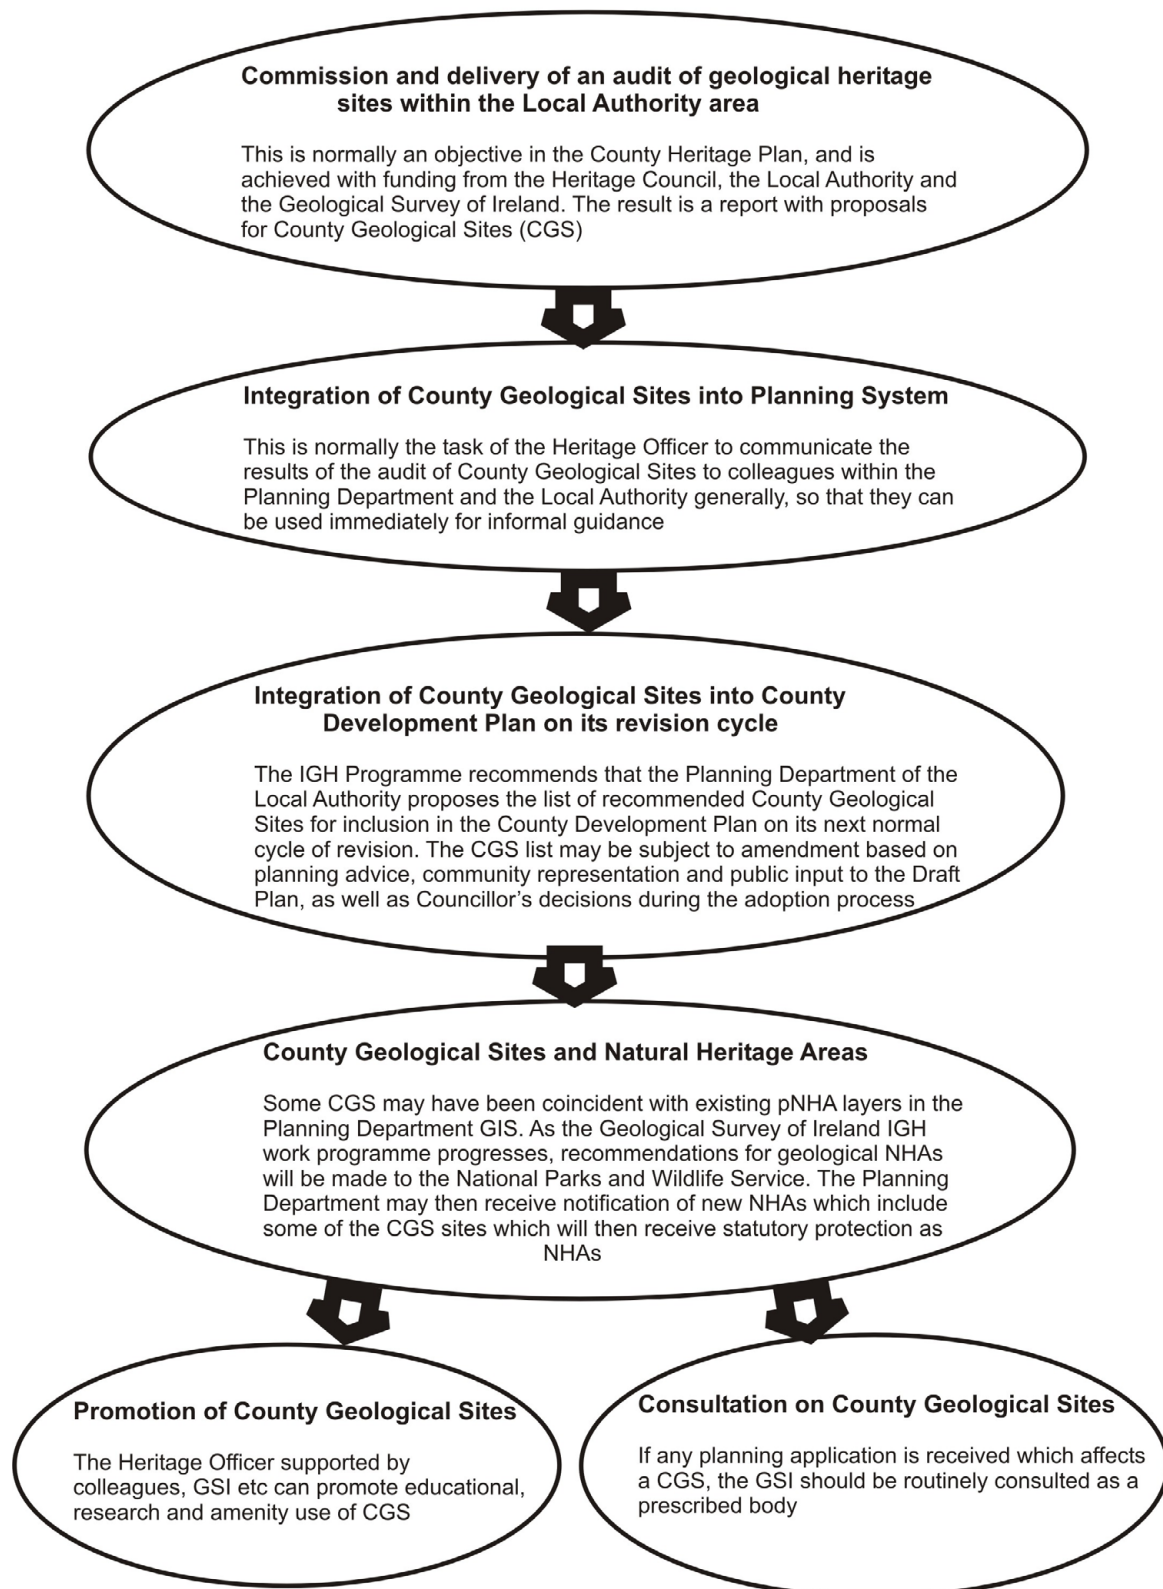 Commission and delivery of an audit of geological heritage
sites within the Local Authority area
This is normally an objective in the County Heritage Plan, and is
achieved with funding from the Heritage Council, the Local Authority and
the Geological Survey of Ireland. The result is a report with proposals
for County Geological Sites (CGS)
Integration of County Geological Sites into Planning System
This is normally the task of the Heritage Officer to communicate the
results of the audit of County Geological Sites to colleagues within the
Planning Department and the Local Authority generally, so that they can
be used immediately for informal guidance
Integration of County Geological Sites into County
Development Plan on its revision cycle
The IGH Programme recommends that the Planning Department of the
Local Authority proposes the list of recommended County Geological
Sites for inclusion in the County Development Plan on its next normal
cycle of revision. The CGS list may be subject to amendment based on
planning advice, community representation and public input to the Draft
Plan, as well as Councillor's decisions during the adoption process
County Geological Sites and Natural Heritage Areas
Some CGS may have been coincident with existing pNHA layers in the
Planning Department GIS. As the Geological Survey of Ireland IGH
work programme progresses, recommendations for geological NHAs
will be made to the National Parks and Wildlife Service. The Planning
Department may then receive notification of new NHAs which include
some of the CGS sites which will then receive statutory protection as
NHAs
Promotion of County Geological Sites
The Heritage Officer supported by
colleagues, GSI etc can promote educational,
research and amenity use of CGS
Consultation on County Geological Sites
If any planning application is received which affects
a CGS, the GSI should be routinely consulted as a
prescribed body